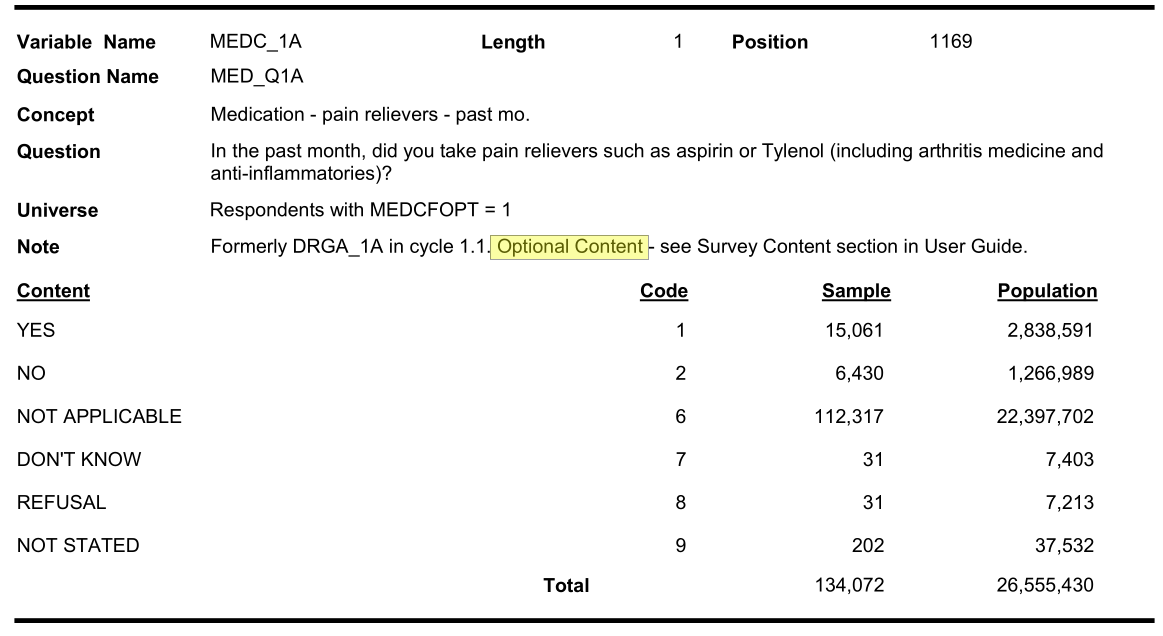 Variable Name MEDC_1A Length 1 Position 1169
Question Name MED_Q1A
Concept Medication - pain relievers - past mo.
Question In the past month, did you take pain relievers such as aspirin or Tylenol (including arthritis medicine and
anti-inflammatories)?
Universe Respondents with MEDCFOPT = 1
Note Formerly DRGA_1A in cycle 1.1. Optional Content - see Survey Content section in User Guide.
Content Code Sample Population
YES 1 15,061 2,838,591
NO 2 6,430 1,266,989
NOT APPLICABLE 6 112,317 22,397,702
DON'T KNOW 7 31 7,403
REFUSAL 8 31 7,213
NOT STATED 9 202 37,532
Total 134,072 26,555,430